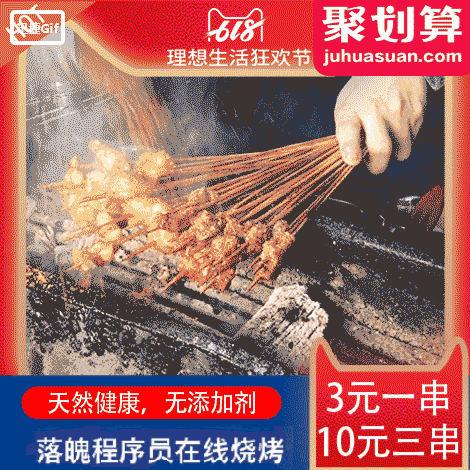 618
聚划算
juhuasuan.com
理想生活狂欢节
天然健康，无添加剂
落魄程序员在线烧烤
3元一串
10元三串